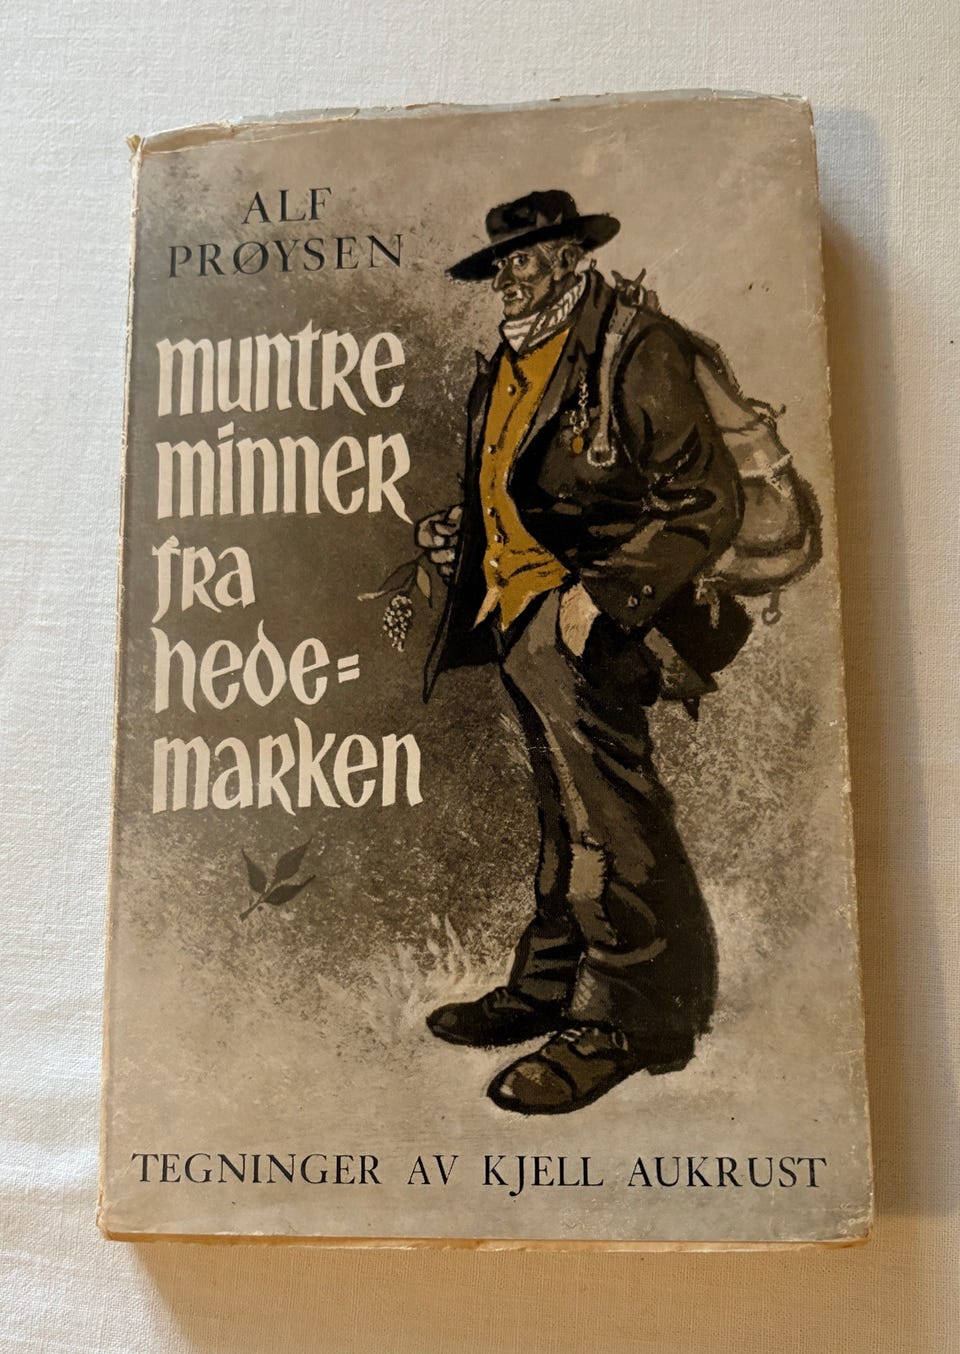 ALF
PRØYSEN
muntre
minner
fra
hede=
marken
TEGNINGER AV KJELL AUKRUST